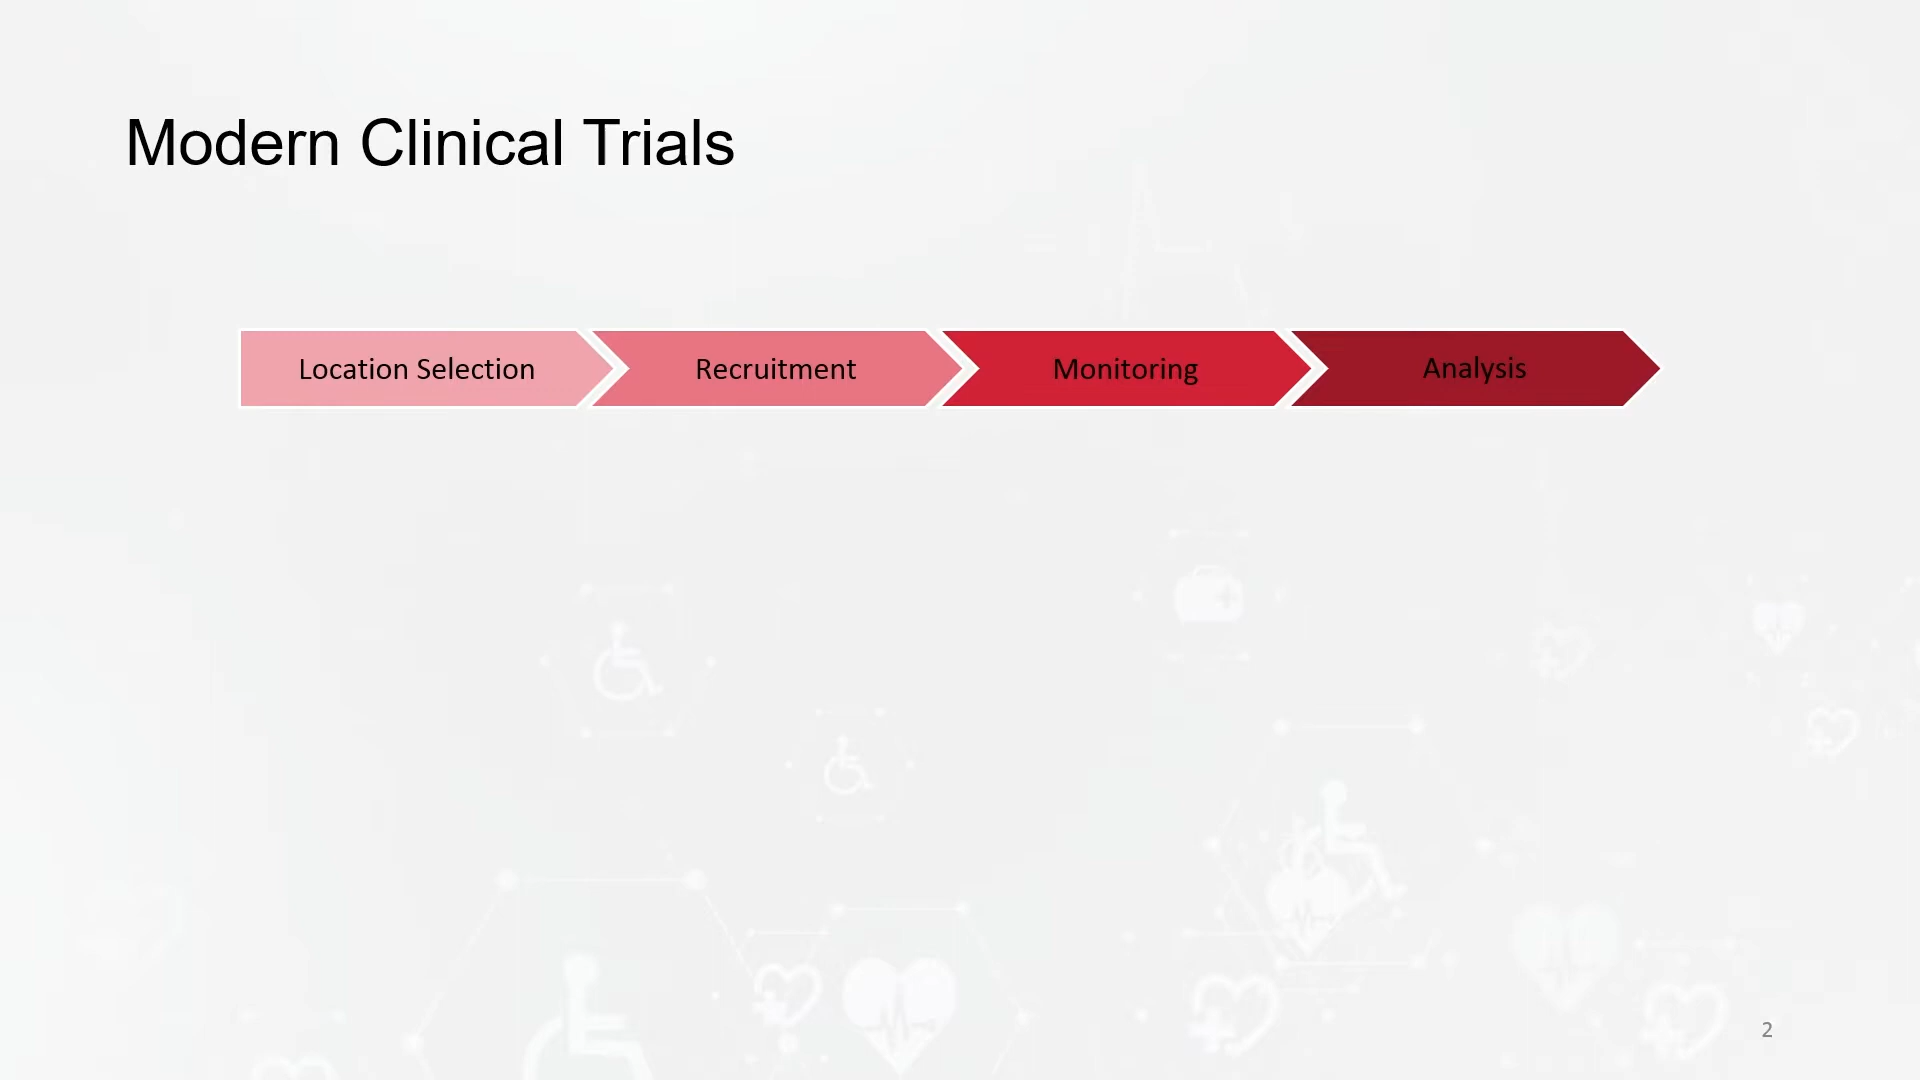 Modern Clinical Trials
Location Selection
Recruitment
Monitoring
Analysis
2